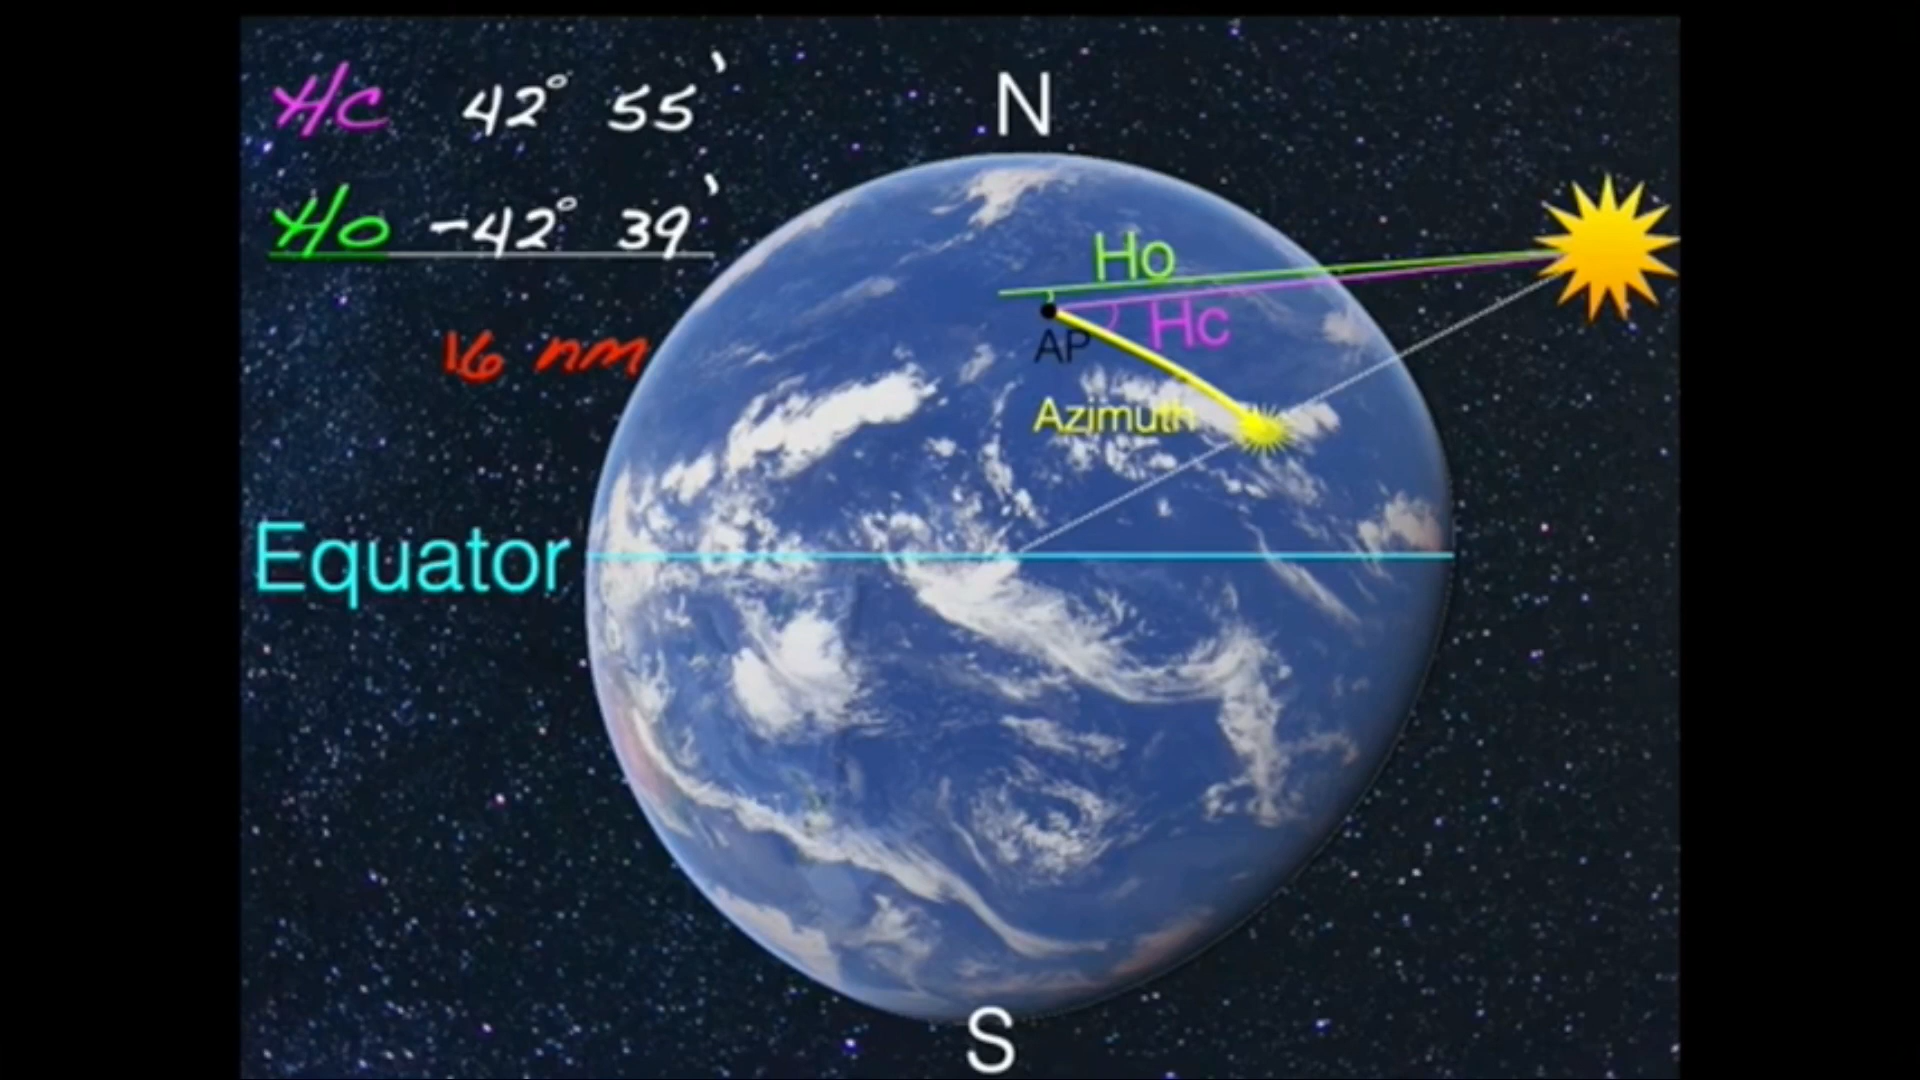 Hc 42° 55'
N
Ho -42° 39'
Ho
Hc
16 nm
AP
Azimuth
Equator
S